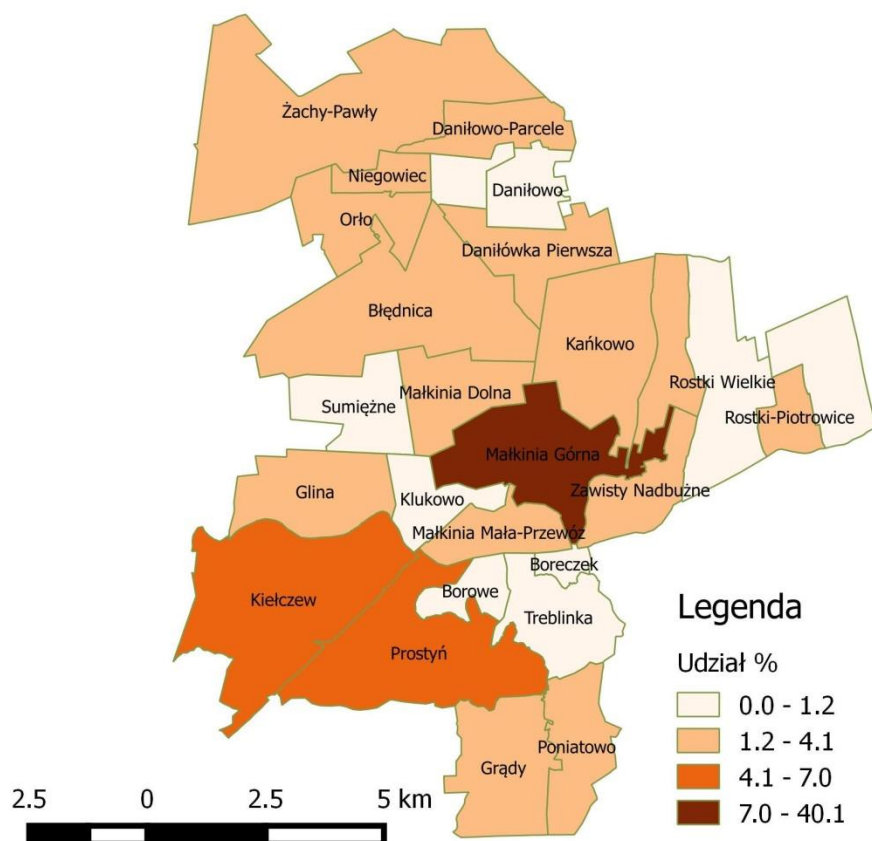 Żachy-Pawły
Daniłowo-Parcele
Niegowiec
Daniłowo
Orło
Daniłówka Pierwsza
Błędnica
Kańkowo
Rostki Wielkie
Małkinia Dolna
Sumiężne
Rostki-Piotrowice
Małkinia Górna
Glina
Klukowo
Zawisty Nadbużne
Małkinia Mała-Przewóz
Boreczek
Kiełczew
Borowe
Treblinka
Prostyń
Poniatowo
Grądy
Legenda
Udział %
0.0 - 1.2
1.2 - 4.1
4.1 - 7.0
7.0 - 40.1
2.5 0 2.5 5 km